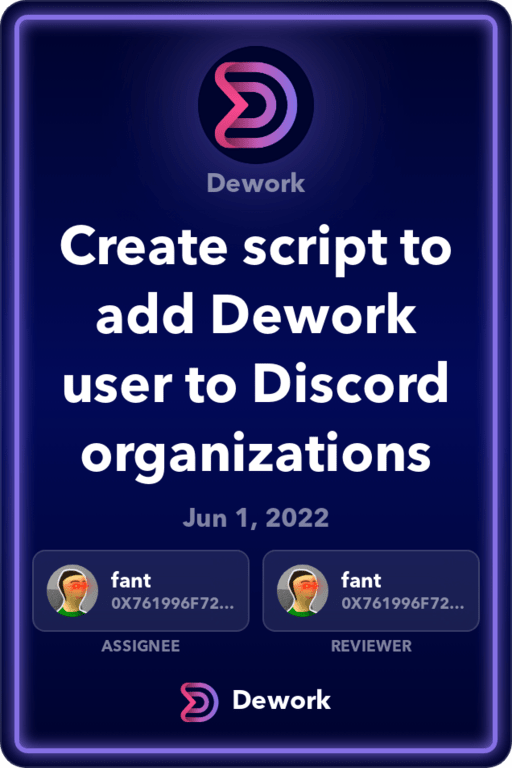 Dework
Create script to
add Dework
user to Discord
organizations
Jun 1, 2022
fant
0X761996F72...
ASSIGNEE
fant
0X761996F72...
REVIEWER
Dework